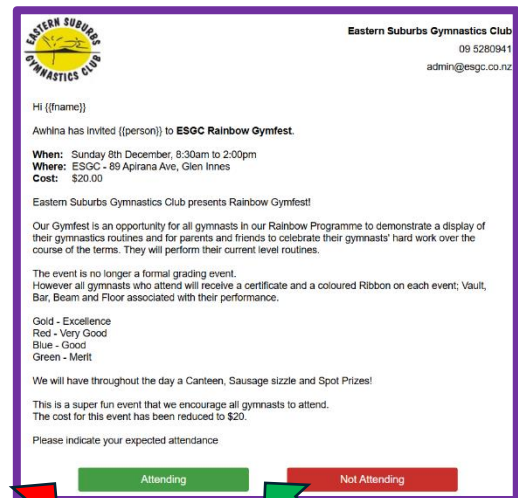 EASTERN SUBURBS
GYMNASTICS CLUB
Eastern Suburbs Gymnastics Club
09 5280941
admin@esgc.co.nz
Hi {{fname}}
Awhina has invited {{person}} to ESGC Rainbow Gymfest.
When: Sunday 8th December, 8:30am to 2:00pm
Where: ESGC - 89 Apirana Ave, Glen Innes
Cost: $20.00
Eastern Suburbs Gymnastics Club presents Rainbow Gymfest!
Our Gymfest is an opportunity for all gymnasts in our Rainbow Programme to demonstrate a display of
their gymnastics routines and for parents and friends to celebrate their gymnasts' hard work over the
course of the terms. They will perform their current level routines.
The event is no longer a formal grading event.
However all gymnasts who attend will receive a certificate and a coloured Ribbon on each event; Vault,
Bar, Beam and Floor associated with their performance.
Gold - Excellence
Red - Very Good
Blue - Good
Green - Merit
We will have throughout the day a Canteen, Sausage sizzle and Spot Prizes!
This is a super fun event that we encourage all gymnasts to attend.
The cost for this event has been reduced to $20.
Please indicate your expected attendance
Attending
Not Attending